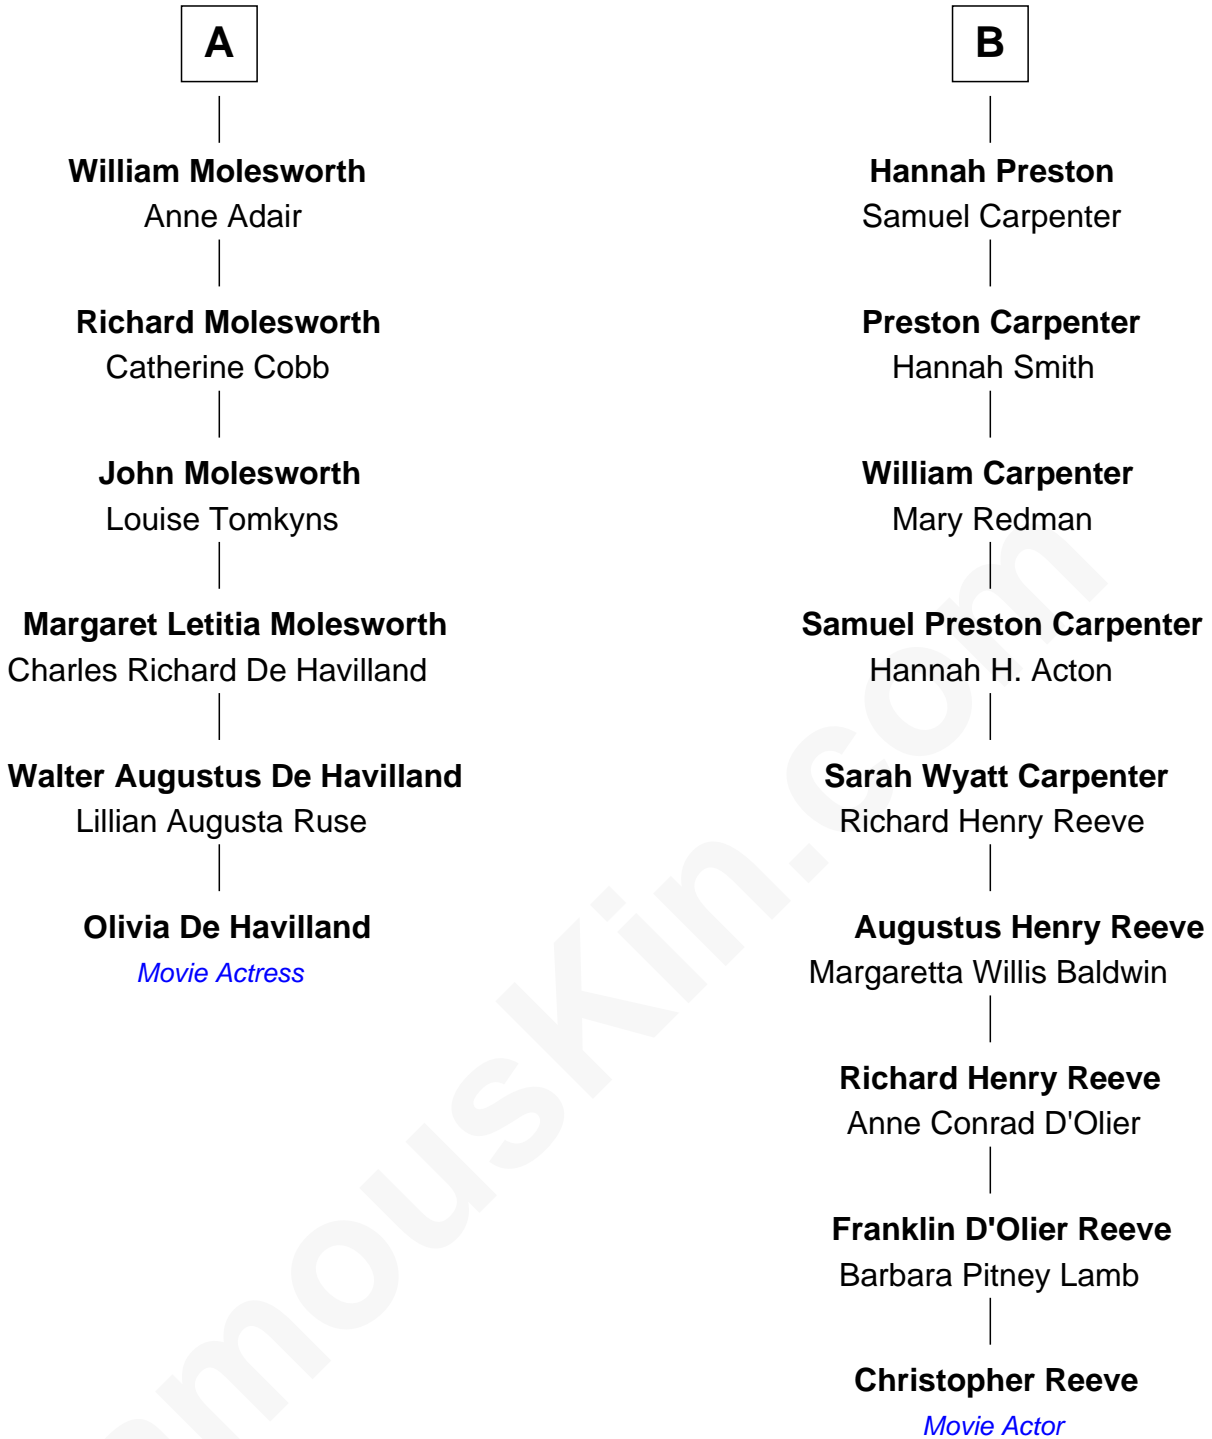 A
William Molesworth
Anne Adair
Richard Molesworth
Catherine Cobb
John Molesworth
Louise Tomkyns
Margaret Letitia Molesworth
Charles Richard De Havilland
Walter Augustus De Havilland
Lillian Augusta Ruse
Olivia De Havilland
Movie Actress
B
Hannah Preston
Samuel Carpenter
Preston Carpenter
Hannah Smith
William Carpenter
Mary Redman
Samuel Preston Carpenter
Hannah H. Acton
Sarah Wyatt Carpenter
Richard Henry Reeve
Augustus Henry Reeve
Margaretta Willis Baldwin
Richard Henry Reeve
Anne Conrad D'Olier
Franklin D'Olier Reeve
Barbara Pitney Lamb
Christopher Reeve
Movie Actor
mousKin.com